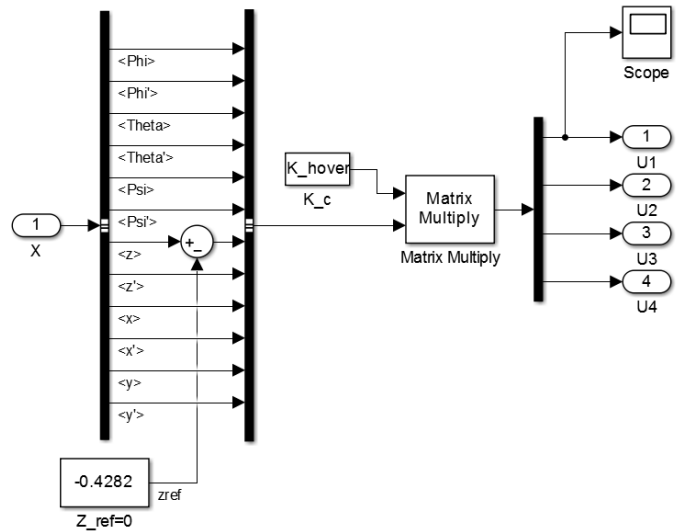 <Phi>
<Phi'>
<Theta>
<Theta'>
<Psi>
<Psi'>
<z>
<z'>
<x>
<x'>
<y>
<y'>
1
X
+
-
-0.4282
zref
Z_ref=0
K_hover
K_c
Matrix
Multiply
Matrix Multiply
Scope
1
U1
2
U2
3
U3
4
U4